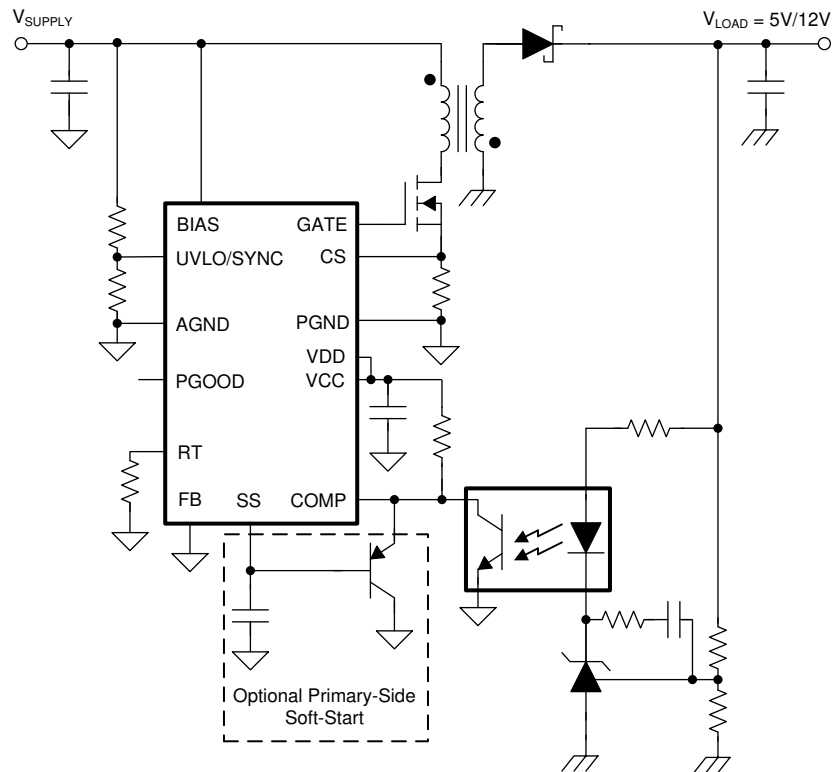 VSUPPLY
VLOAD = 5V/12V
BIAS
GATE
UVLO/SYNC
CS
AGND
PGND
VDD
PGOOD
VCC
RT
FB
SS
COMP
Optional Primary-Side
Soft-Start